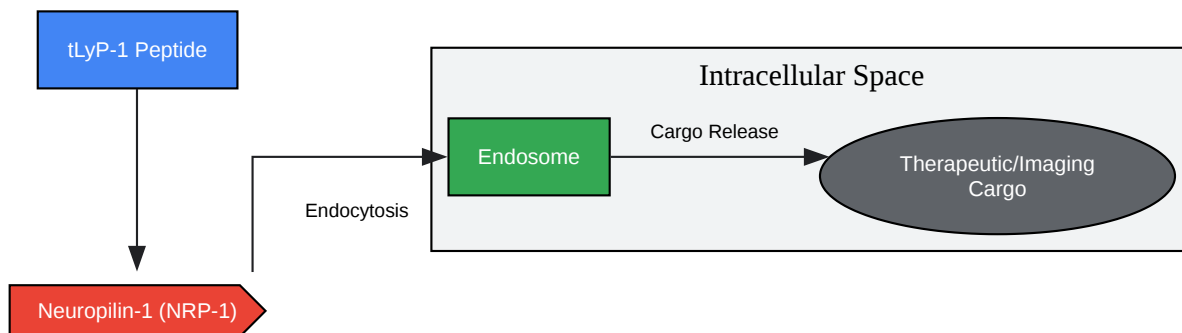 tLyP-1 Peptide
Intracellular Space
Cargo Release
Endosome
Therapeutic/Imaging
Cargo
Endocytosis
Neuropilin-1 (NRP-1)